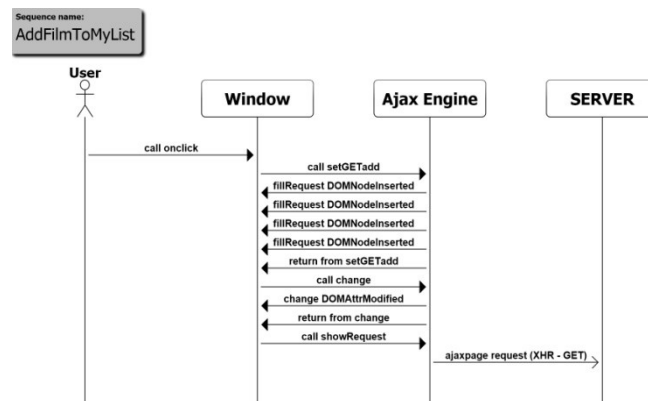 Sequence name:
AddFilmToMyList
User
Window
Ajax Engine
SERVER
call onclick
call setGETadd
fillRequest DOMNodeInserted
fillRequest DOMNodeInserted
fillRequest DOMNodeInserted
fillRequest DOMNodeInserted
return from setGETadd
call change
change DOMAttrModified
return from change
call showRequest
ajaxpage request (XHR - GET)